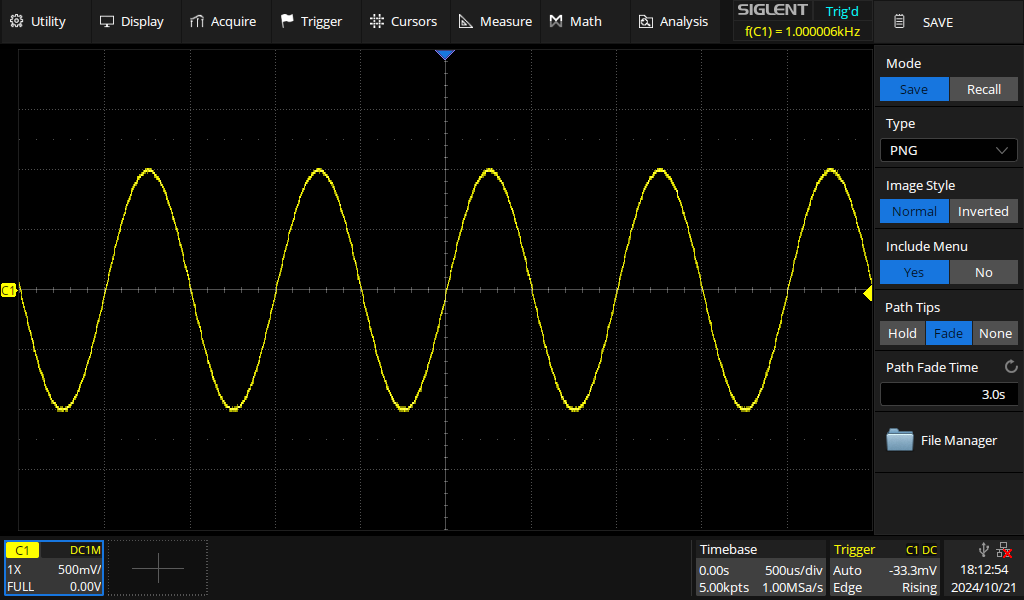 Utility Display Acquire Trigger Cursors Measure Math Analysis SIGLENT Trig'd SAVE
f(C1) = 1.000006kHz
Mode
Save Recall
Type
PNG
Image Style
Normal Inverted
Include Menu
Yes No
C1
Path Tips
Hold Fade None
Path Fade Time
3.0s
File Manager
C1 DC1M
1X 500mV/
FULL 0.00V
Timebase
0.00s 500us/div
5.00kpts 1.00MSa/s
Trigger C1 DC
Auto -33.3mV
Edge Rising
18:12:54
2024/10/21